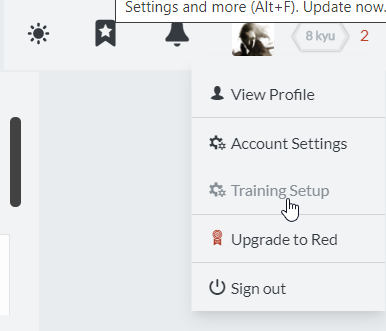 Settings and more (Alt+F). Update now.
8 kyu 2
View Profile
Account Settings
Training Setup
Upgrade to Red
Sign out